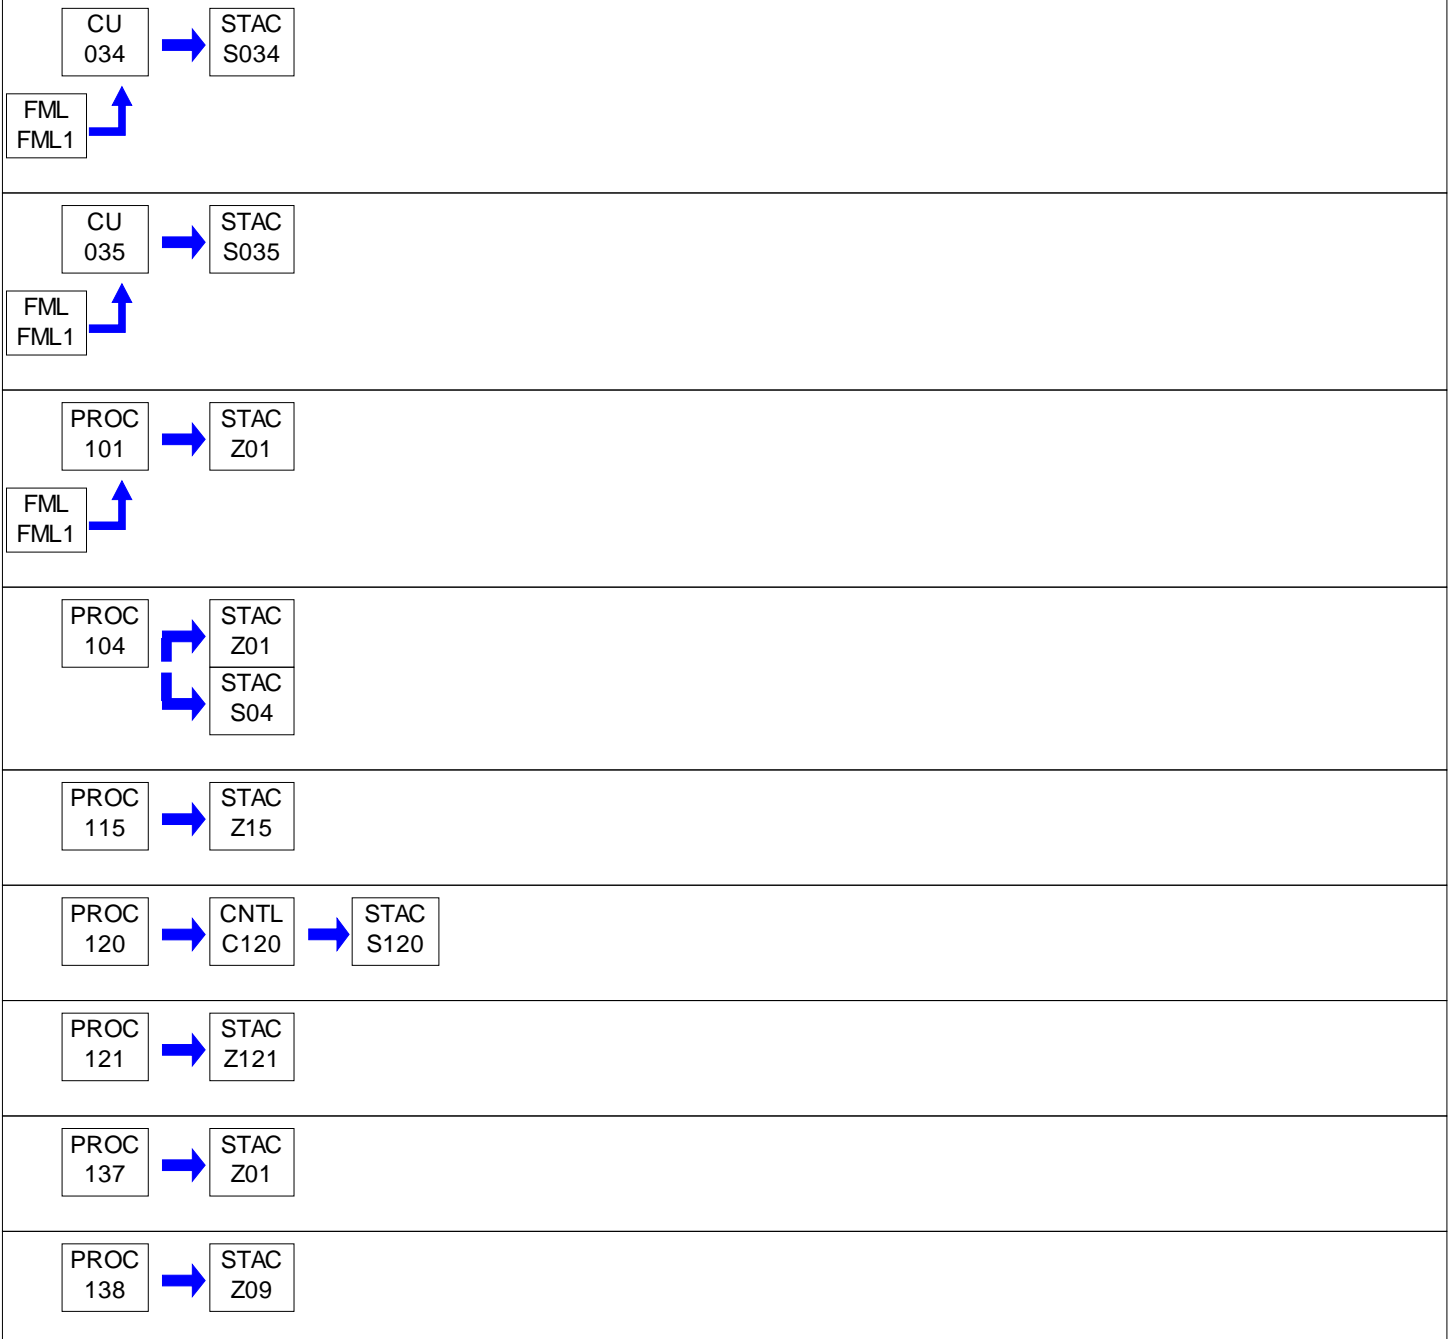 CU
034
STAC
S034
FML
FML1
CU
035
STAC
S035
FML
FML1
PROC
101
STAC
Z01
FML
FML1
PROC
104
STAC
Z01
STAC
S04
PROC
115
STAC
Z15
PROC
120
CNTL
C120
STAC
S120
PROC
121
STAC
Z121
PROC
137
STAC
Z01
PROC
138
STAC
Z09